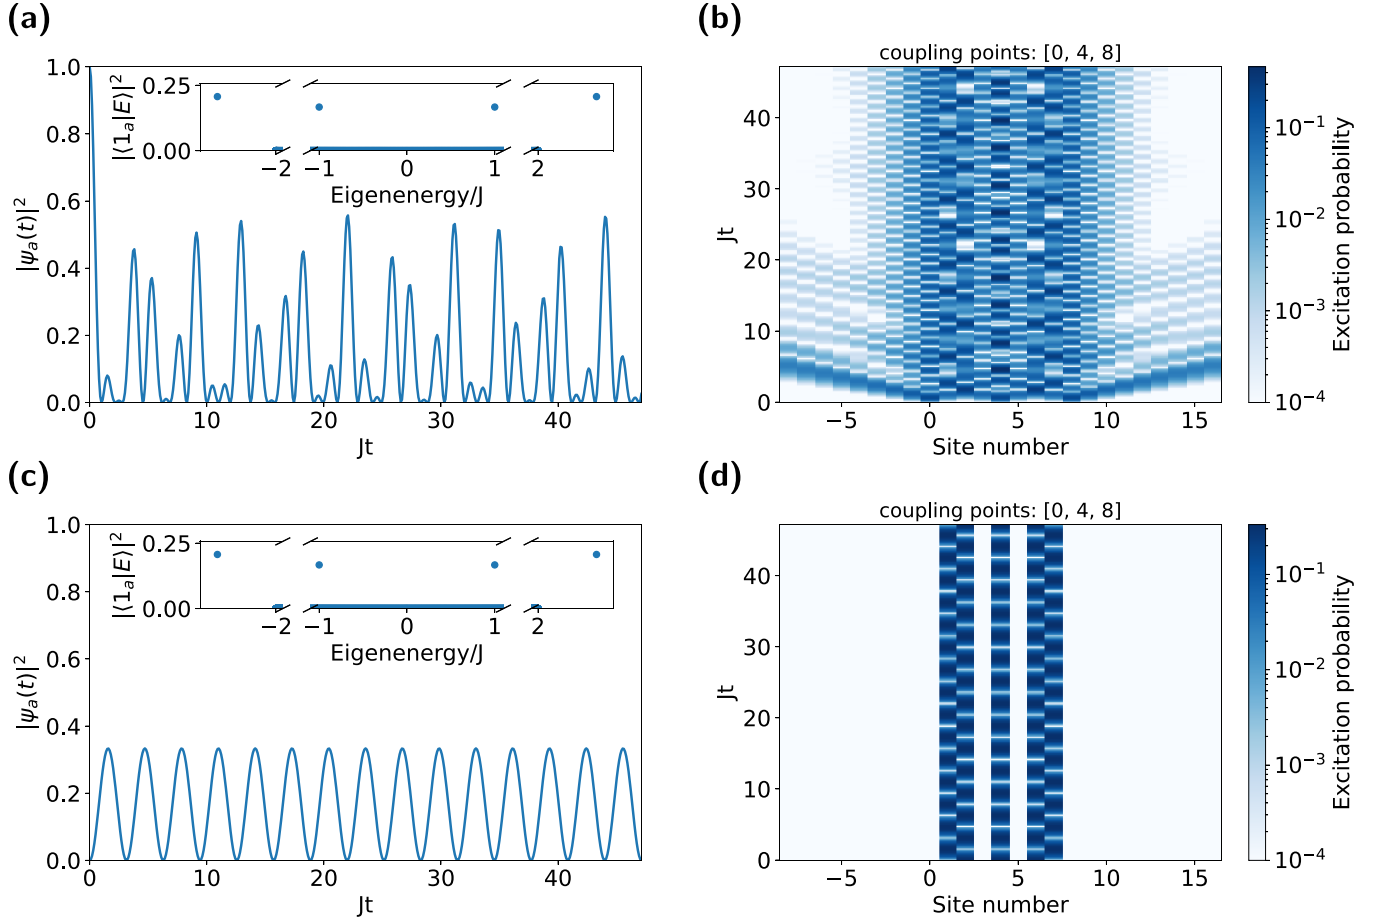 (a)
1.0
0.8
0.6
0.4
0.2
0.0
|ψₐ(t)|²
0.25
0.00
|⟨1ₐ|E⟩|²
−2 −1 0 1 2
Eigenenergy/J
0 10 20 30 40
Jt
(b)
coupling points: [0, 4, 8]
40
30
20
10
0
Jt
−5 0 5 10 15
Site number
10⁻¹
10⁻²
10⁻³
10⁻⁴
Excitation probability
(c)
1.0
0.8
0.6
0.4
0.2
0.0
|ψₐ(t)|²
0.25
0.00
|⟨1ₐ|E⟩|²
−2 −1 0 1 2
Eigenenergy/J
0 10 20 30 40
Jt
(d)
coupling points: [0, 4, 8]
40
30
20
10
0
Jt
−5 0 5 10 15
Site number
10⁻¹
10⁻²
10⁻³
10⁻⁴
Excitation probability